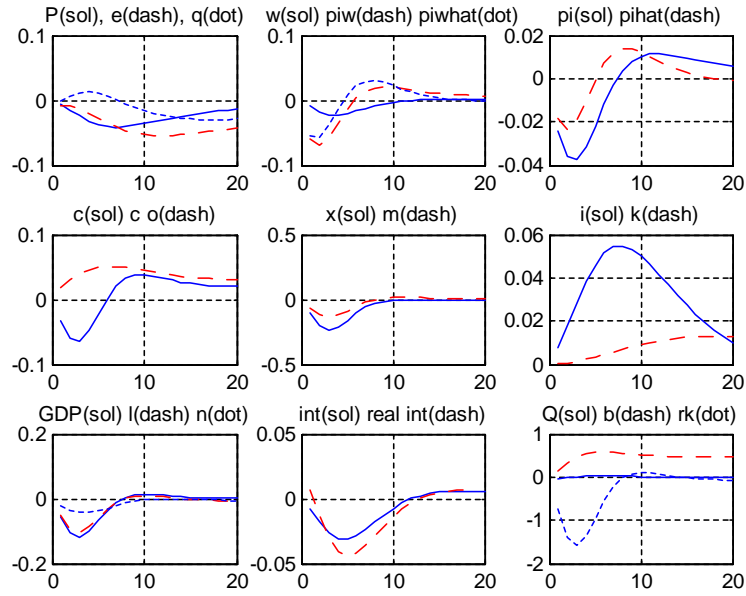 P(sol), e(dash), q(dot)
0.1
0
-0.1
0 10 20
w(sol) piw(dash) piwhat(dot)
0.1
0
-0.1
0 10 20
pi(sol) pihat(dash)
0.02
0
-0.02
-0.04
0 10 20
c(sol) c o(dash)
0.1
0
-0.1
0 10 20
x(sol) m(dash)
0.5
0
-0.5
0 10 20
i(sol) k(dash)
0.06
0.04
0.02
0
0 10 20
GDP(sol) l(dash) n(dot)
0.2
0
-0.2
0 10 20
int(sol) real int(dash)
0.05
0
-0.05
0 10 20
Q(sol) b(dash) rk(dot)
1
0
-1
-2
0 10 20